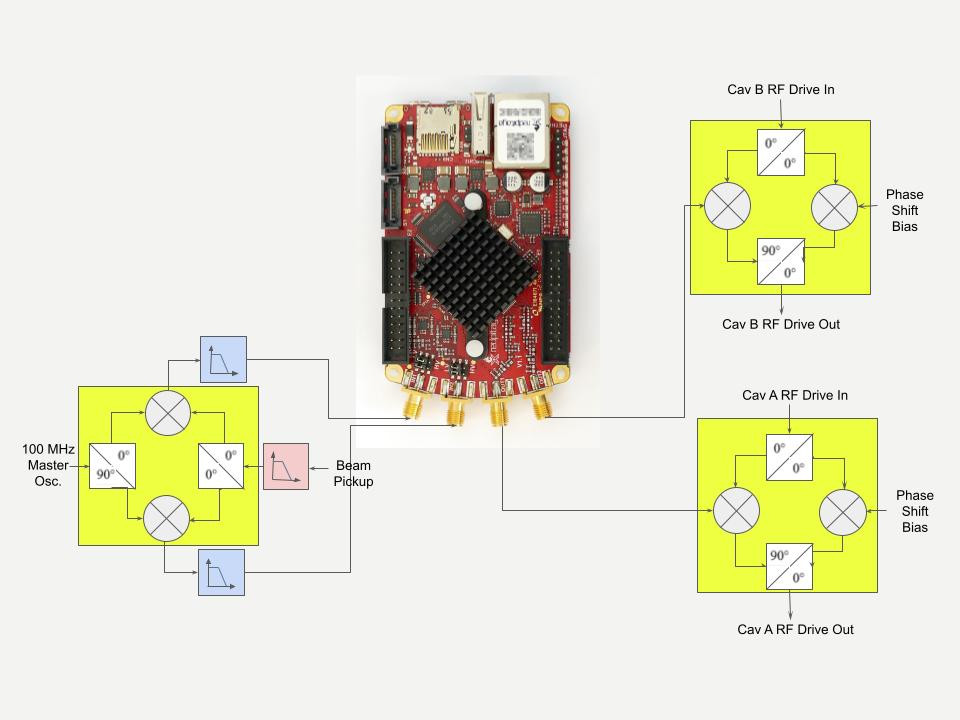 Cav B RF Drive In
0°
0°
Phase
Shift
Bias
90°
0°
Cav B RF Drive Out
redpitaya
Cav A RF Drive In
0°
0°
Phase
Shift
Bias
90°
0°
Cav A RF Drive Out
100 MHz
Master
Osc.
0°
90°
0°
0°
Beam
Pickup